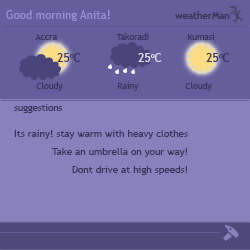 Good morning Anita!
weatherMan
Accra Takoradi Kumasi
25°C 25°C 25°C
Cloudy Rainy Cloudy
suggestions
Its rainy! stay warm with heavy clothes
Take an umbrella on your way!
Dont drive at high speeds!